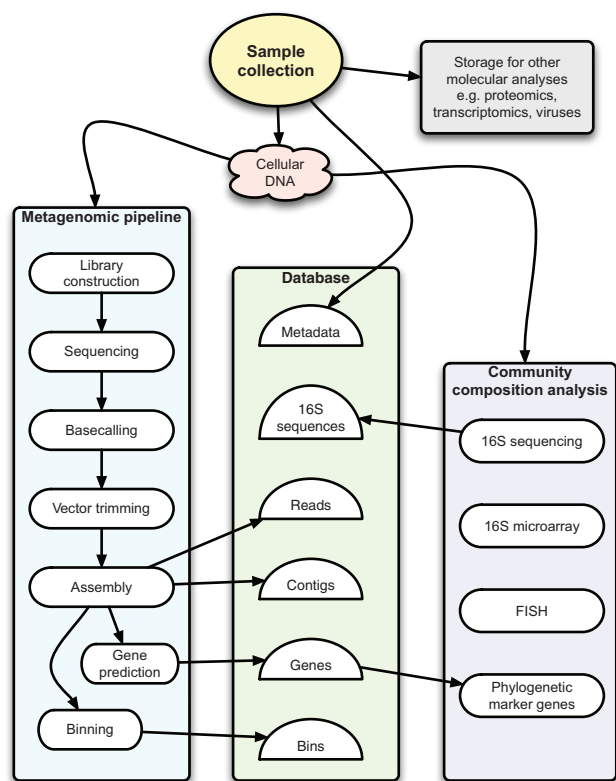 Sample
collection
Storage for other
molecular analyses
e.g. proteomics,
transcriptomics, viruses
Cellular
DNA
Metagenomic pipeline
Library
construction
Sequencing
Basecalling
Vector trimming
Assembly
Gene
prediction
Binning
Database
Metadata
16S
sequences
Reads
Contigs
Genes
Bins
Community
composition analysis
16S sequencing
16S microarray
FISH
Phylogenetic
marker genes